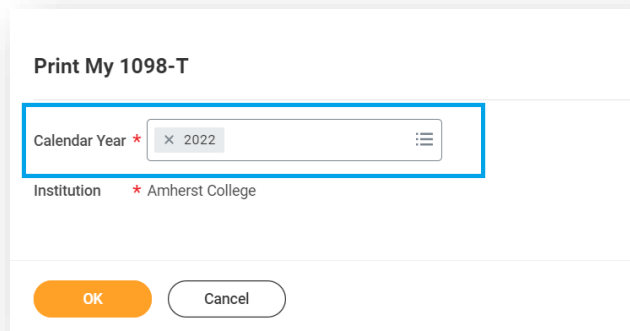 Print My 1098-T
Calendar Year * × 2022
Institution * Amherst College
OK Cancel